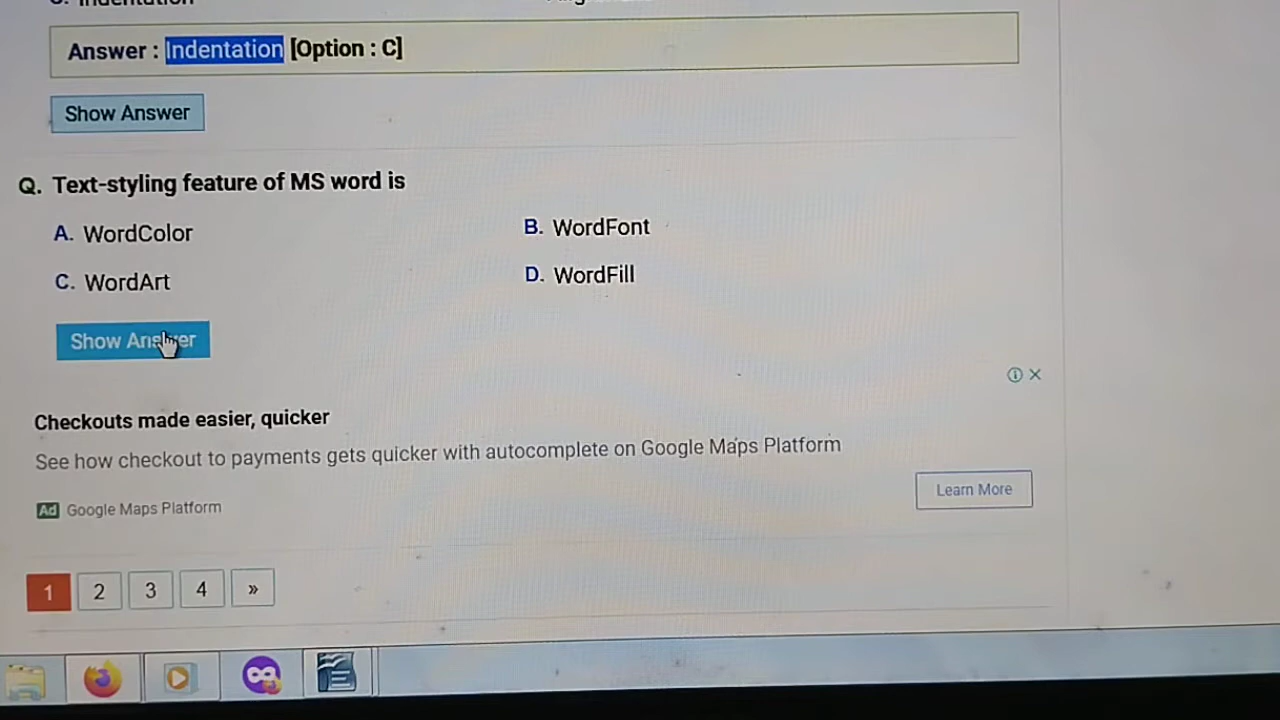 Answer : Indentation [Option : C]
Show Answer
Q. Text-styling feature of MS word is
A. WordColor
B. WordFont
C. WordArt
D. WordFill
Show Answer
Checkouts made easier, quicker
See how checkout to payments gets quicker with autocomplete on Google Maps Platform
Learn More
Ad Google Maps Platform
1 2 3 4 »